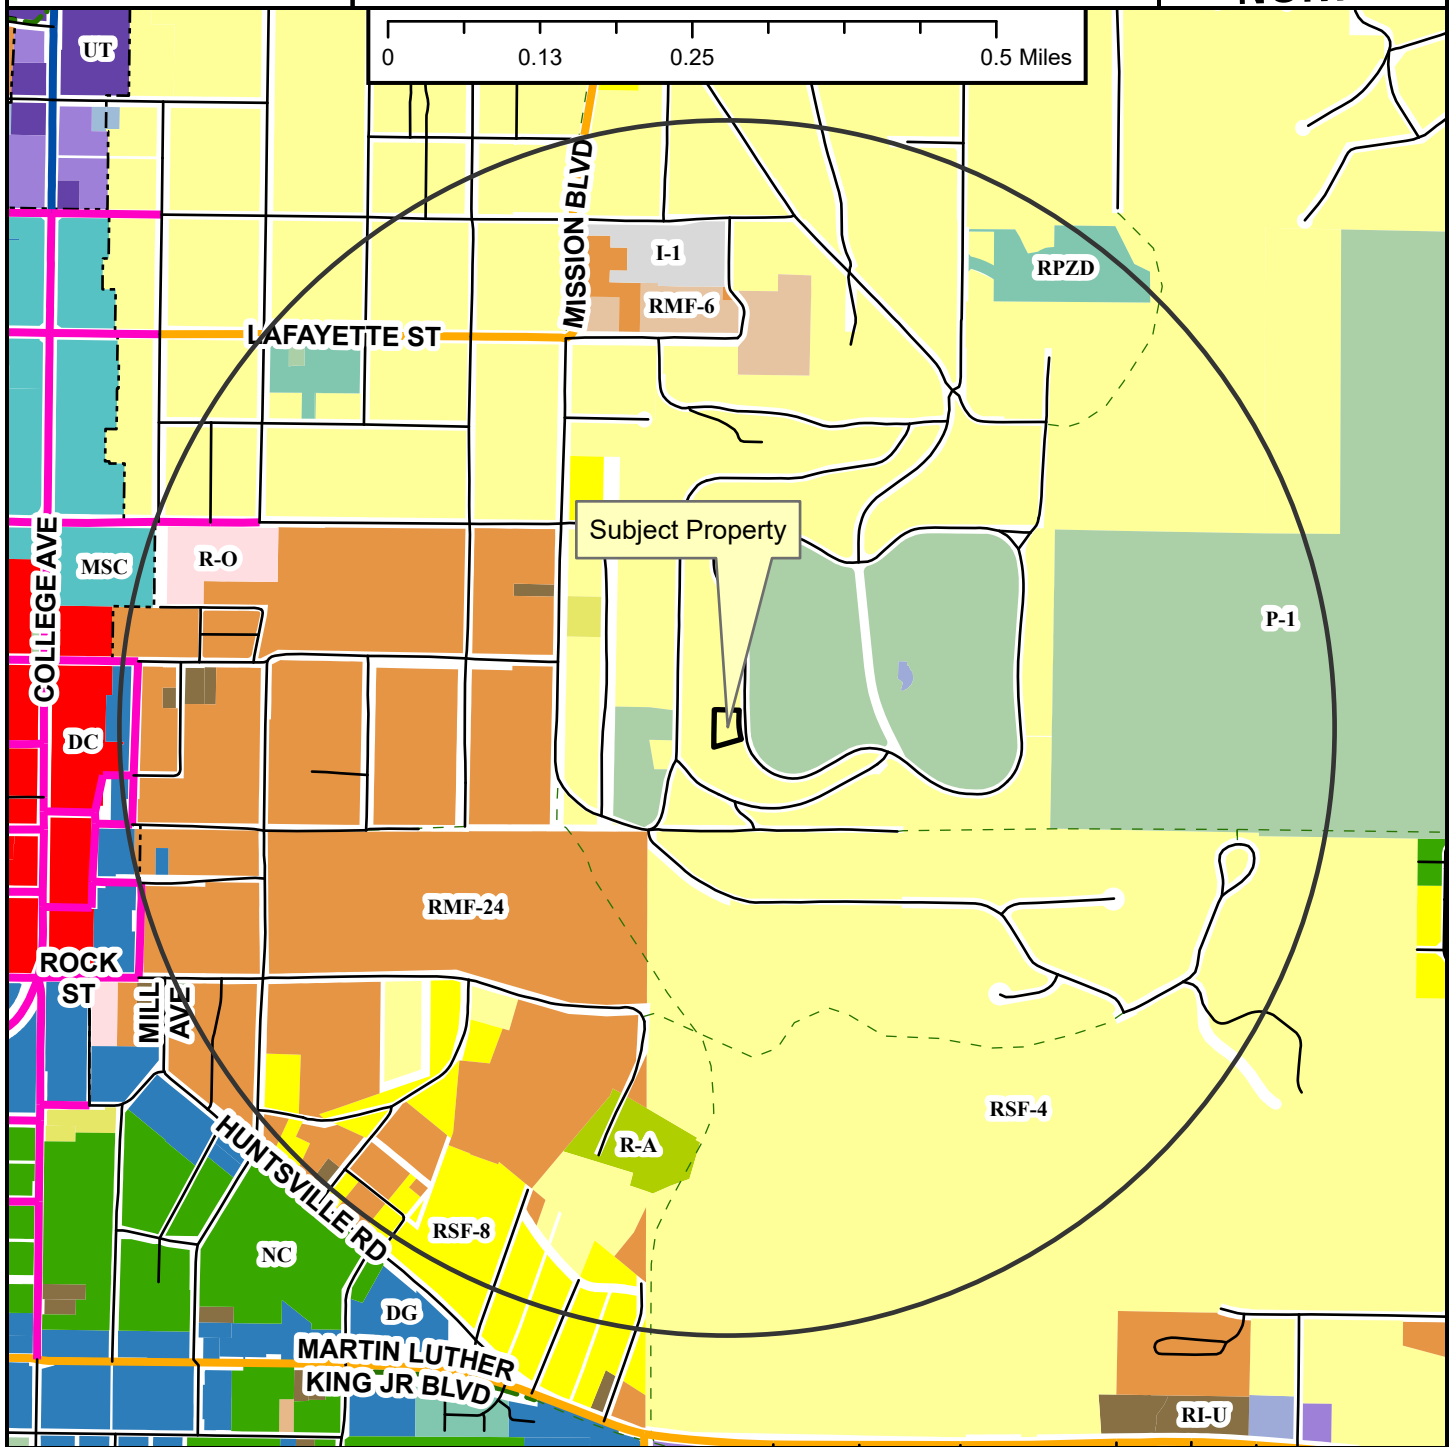 0 0.13 0.25 0.5 Miles
UT
MISSION BLVD
I-1
RPZD
RMF-6
LAFAYETTE ST
Subject Property
COLLEGE AVE
MSC
R-O
P-1
DC
RMF-24
ROCK
ST
MILL
AVE
RSF-4
HUNTSVILLE RD
R-A
RSF-8
NC
DG
MARTIN LUTHER
KING JR BLVD
RI-U